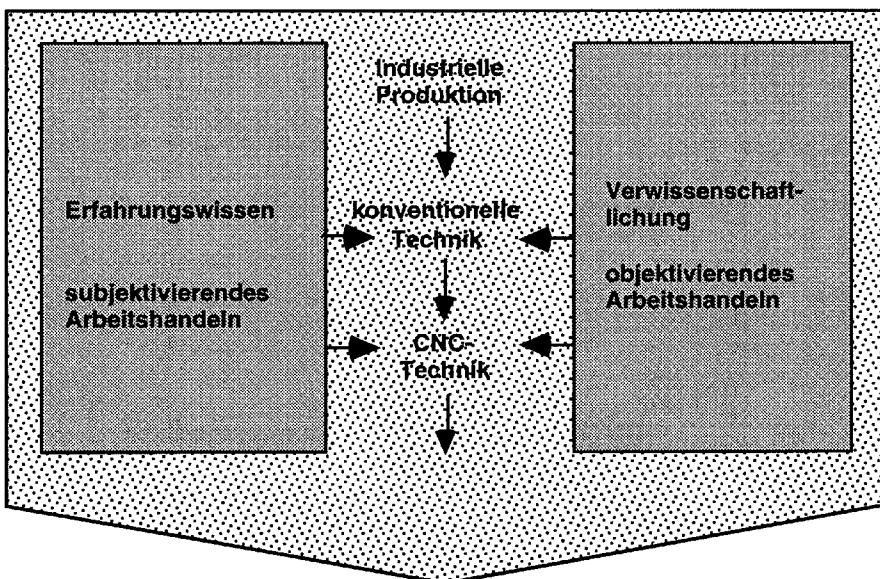 Industrielle
Produktion
Erfahrungswissen
subjektivierendes
Arbeitshandeln
konventionelle
Technik
CNC-
Technik
Verwissenschaft-
lichung
objektivierendes
Arbeitshandeln